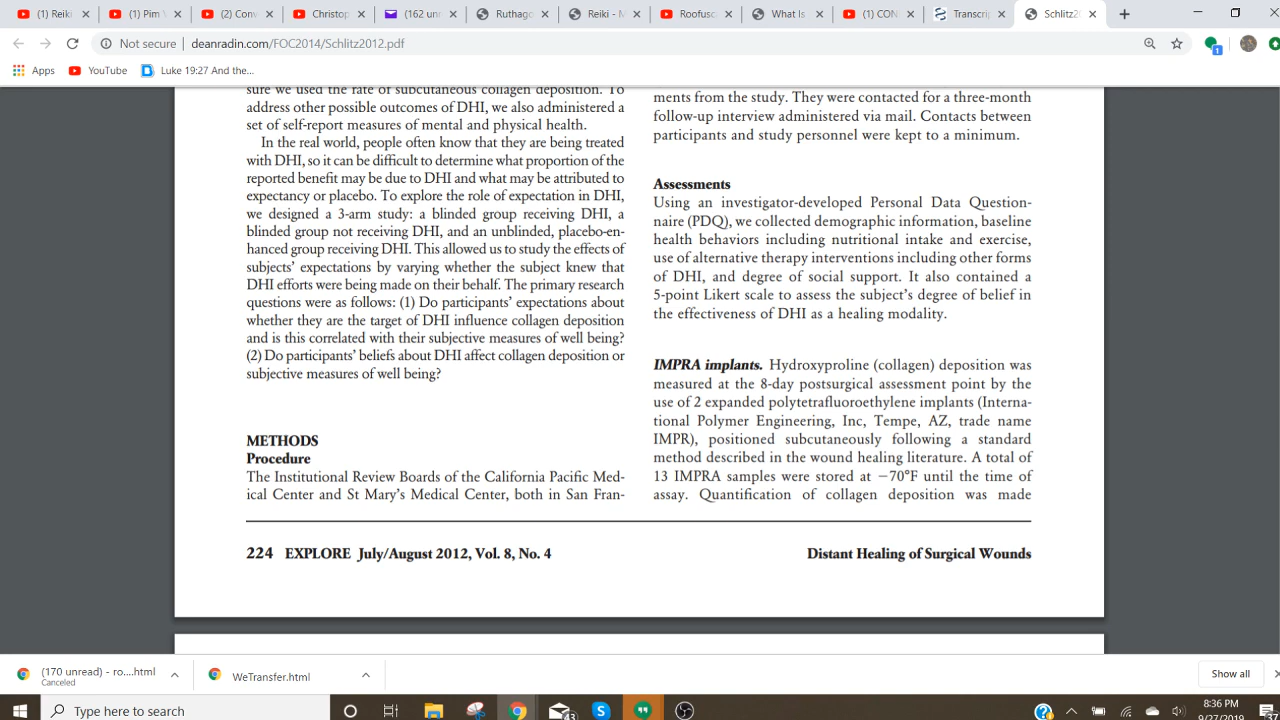 (1) Reiki
(1) Pim
(2) Conv
Christop
(162 un
Ruthago
Reiki -
Roofusc
What Is
(1) CON
Transcrip
Schlitz2
Not secure
deanradin.com/FOC2014/Schlitz2012.pdf
1
Apps
YouTube
Luke 19:27 And the...
sure we used the rate of subcutaneous collagen deposition. To
address other possible outcomes of DHI, we also administered a
set of self-report measures of mental and physical health.
In the real world, people often know that they are being treated
with DHI, so it can be difficult to determine what proportion of the
reported benefit may be due to DHI and what may be attributed to
expectancy or placebo. To explore the role of expectation in DHI,
we designed a 3-arm study: a blinded group receiving DHI, a
blinded group not receiving DHI, and an unblinded, placebo-en-
hanced group receiving DHI. This allowed us to study the effects of
subjects' expectations by varying whether the subject knew that
DHI efforts were being made on their behalf. The primary research
questions were as follows: (1) Do participants' expectations about
whether they are the target of DHI influence collagen deposition
and is this correlated with their subjective measures of well being?
(2) Do participants' beliefs about DHI affect collagen deposition or
subjective measures of well being?
METHODS
Procedure
The Institutional Review Boards of the California Pacific Med-
ical Center and St Mary's Medical Center, both in San Fran-
ments from the study. They were contacted for a three-month
follow-up interview administered via mail. Contacts between
participants and study personnel were kept to a minimum.
Assessments
Using an investigator-developed Personal Data Question-
naire (PDQ), we collected demographic information, baseline
health behaviors including nutritional intake and exercise,
use of alternative therapy interventions including other forms
of DHI, and degree of social support. It also contained a
5-point Likert scale to assess the subject's degree of belief in
the effectiveness of DHI as a healing modality.
IMPRA implants. Hydroxyproline (collagen) deposition was
measured at the 8-day postsurgical assessment point by the
use of 2 expanded polytetrafluoroethylene implants (Interna-
tional Polymer Engineering, Inc, Tempe, AZ, trade name
IMPR), positioned subcutaneously following a standard
method described in the wound healing literature. A total of
13 IMPRA samples were stored at −70°F until the time of
assay. Quantification of collagen deposition was made
224 EXPLORE July/August 2012, Vol. 8, No. 4
Distant Healing of Surgical Wounds
(170 unread) - ro....html
Canceled
WeTransfer.html
Show all
Type here to search
43
8:36 PM
9/27/2019